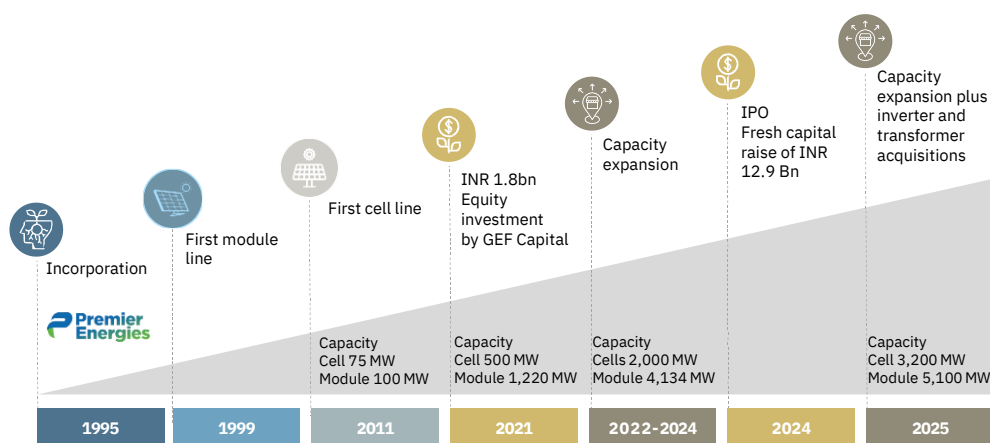 Incorporation
Premier
Energies
First module
line
First cell line
Capacity
Cell 75 MW
Module 100 MW
INR 1.8bn
Equity
investment
by GEF Capital
Capacity
Cell 500 MW
Module 1,220 MW
Capacity
expansion
Capacity
Cells 2,000 MW
Module 4,134 MW
IPO
Fresh capital
raise of INR
12.9 Bn
Capacity
expansion plus
inverter and
transformer
acquisitions
Capacity
Cell 3,200 MW
Module 5,100 MW
1995
1999
2011
2021
2022-2024
2024
2025